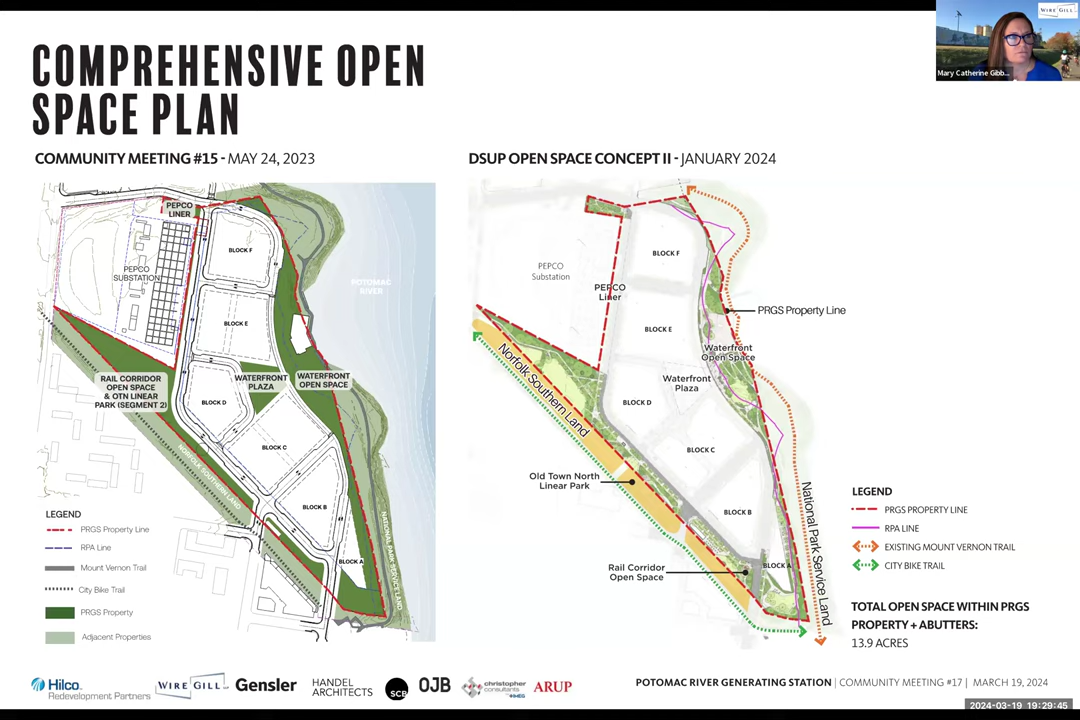 COMPREHENSIVE OPEN
SPACE PLAN
WIRE GILL
Mary Catherine Gibb...
COMMUNITY MEETING #15 - MAY 24, 2023
PEPCO
LINER
PEPCO
SUBSTATION
BLOCK F
BLOCK E
POTOMAC
RIVER
RAIL CORRIDOR
OPEN SPACE
& OTN LINEAR
PARK (SEGMENT 2)
WATERFRONT
PLAZA
WATERFRONT
OPEN SPACE
BLOCK D
BLOCK C
NORFOLK SOUTHERN LAND
BLOCK B
BLOCK A
NATIONAL PARK SERVICE LAND
LEGEND
PRGS Property Line
RPA Line
Mount Vernon Trail
City Bike Trail
PRGS Property
Adjacent Properties
DSUP OPEN SPACE CONCEPT II - JANUARY 2024
PEPCO
Substation
BLOCK F
PEPCO
Liner
PRGS Property Line
BLOCK E
Waterfront
Open Space
Waterfront
Plaza
Norfolk Southern Land
BLOCK D
BLOCK C
Old Town North
Linear Park
BLOCK B
Rail Corridor
Open Space
BLOCK A
National Park Service Land
LEGEND
PRGS PROPERTY LINE
RPA LINE
EXISTING MOUNT VERNON TRAIL
CITY BIKE TRAIL
TOTAL OPEN SPACE WITHIN PRGS
PROPERTY + ABUTTERS:
13.9 ACRES
Hilco
Redevelopment Partners
WIRE GILL
Gensler
HANDEL
ARCHITECTS
SCB
OJB
christopher
consultants
ARUP
POTOMAC RIVER GENERATING STATION | COMMUNITY MEETING #17 | MARCH 19, 2024
2024-03-19 19:29:45